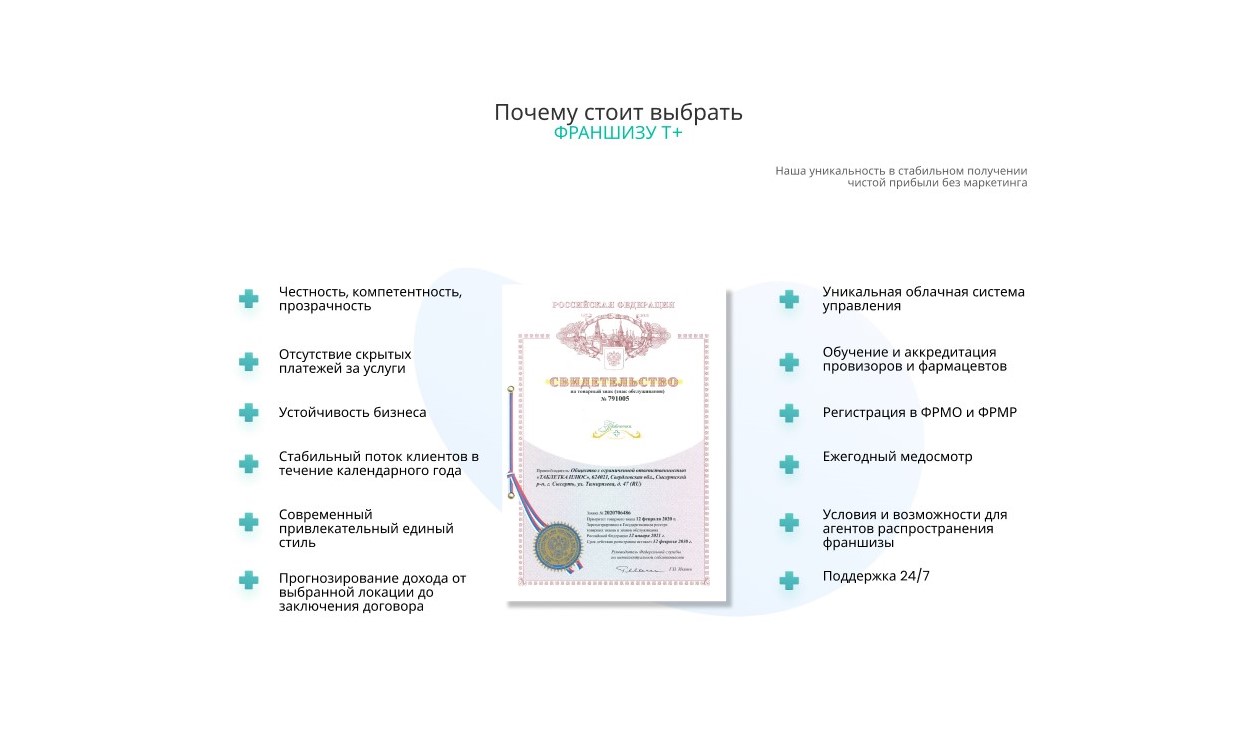 Почему стоит выбрать
ФРАНШИЗУ Т+
Наша уникальность в стабильном получении
чистой прибыли без маркетинга
Честность, компетентность,
прозрачность
Отсутствие скрытых
платежей за услуги
Устойчивость бизнеса
Стабильный поток клиентов в
течение календарного года
Современный
привлекательный единый
стиль
Прогнозирование дохода от
выбранной локации до
заключения договора
РОССИЙСКАЯ ФЕДЕРАЦИЯ
СВИДЕТЕЛЬСТВО
на товарный знак (знак обслуживания)
№ 791005
Правообладатель: Общество с ограниченной ответственностью
«ТАБЛЕТКА ПЛЮС», 624021, Свердловская обл., Сысертский
р-н, г. Сысерть, ул. Тимирязева, д. 47 (RU)
Заявка № 2020706486
Приоритет товарного знака 12 февраля 2020 г.
Зарегистрировано в Государственном реестре
товарных знаков и знаков обслуживания
Российской Федерации 12 января 2021 г.
Срок действия регистрации истекает 12 февраля 2030 г.
Руководитель Федеральной службы
по интеллектуальной собственности
Г.П. Ивлиев
Уникальная облачная система
управления
Обучение и аккредитация
провизоров и фармацевтов
Регистрация в ФРМО и ФРМР
Ежегодный медосмотр
Условия и возможности для
агентов распространения
франшизы
Поддержка 24/7